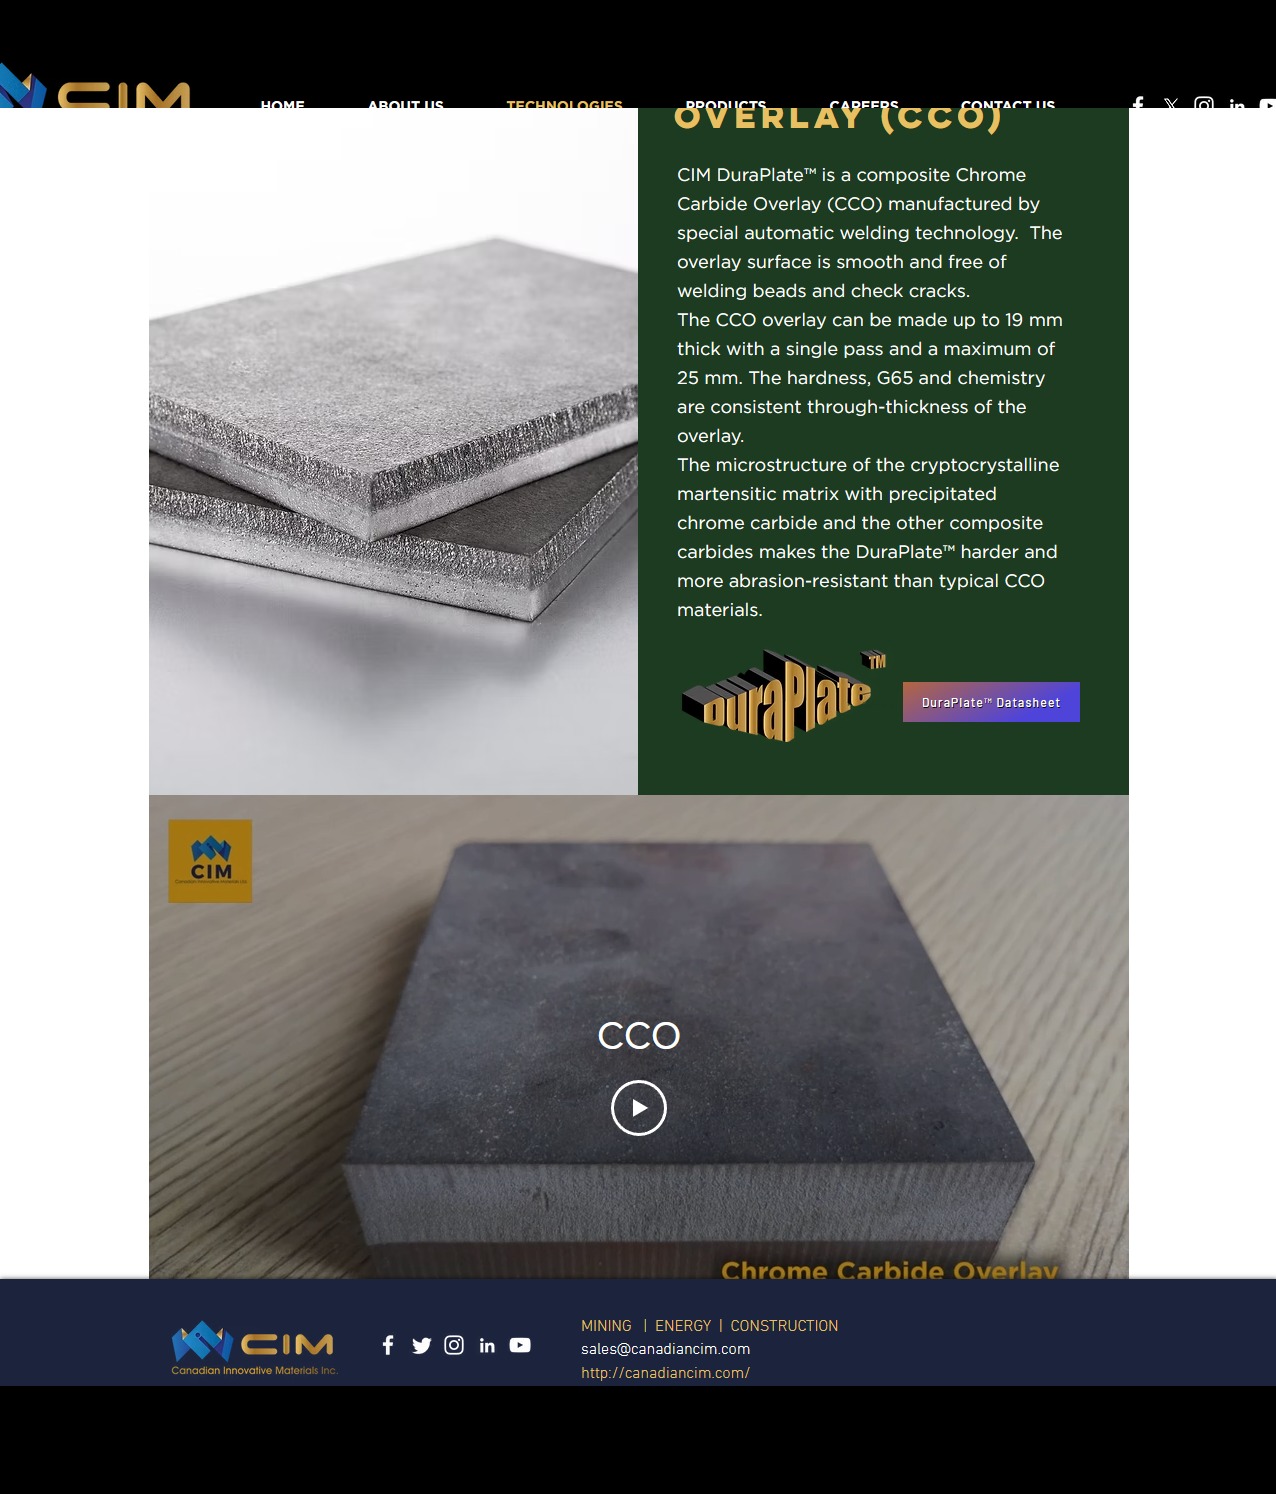 CIM
HOME
ABOUT US
TECHNOLOGIES
PRODUCTS
CAREERS
CONTACT US
OVERLAY (CCO)
CIM DuraPlate™ is a composite Chrome
Carbide Overlay (CCO) manufactured by
special automatic welding technology. The
overlay surface is smooth and free of
welding beads and check cracks.
The CCO overlay can be made up to 19 mm
thick with a single pass and a maximum of
25 mm. The hardness, G65 and chemistry
are consistent through-thickness of the
overlay.
The microstructure of the cryptocrystalline
martensitic matrix with precipitated
chrome carbide and the other composite
carbides makes the DuraPlate™ harder and
more abrasion-resistant than typical CCO
materials.
DuraPlate™
DuraPlate™ Datasheet
CIM
Canadian Innovative Materials Ltd.
CCO
Chrome Carbide Overlay
CIM
Canadian Innovative Materials Inc.
MINING | ENERGY | CONSTRUCTION
sales@canadiancim.com
http://canadiancim.com/